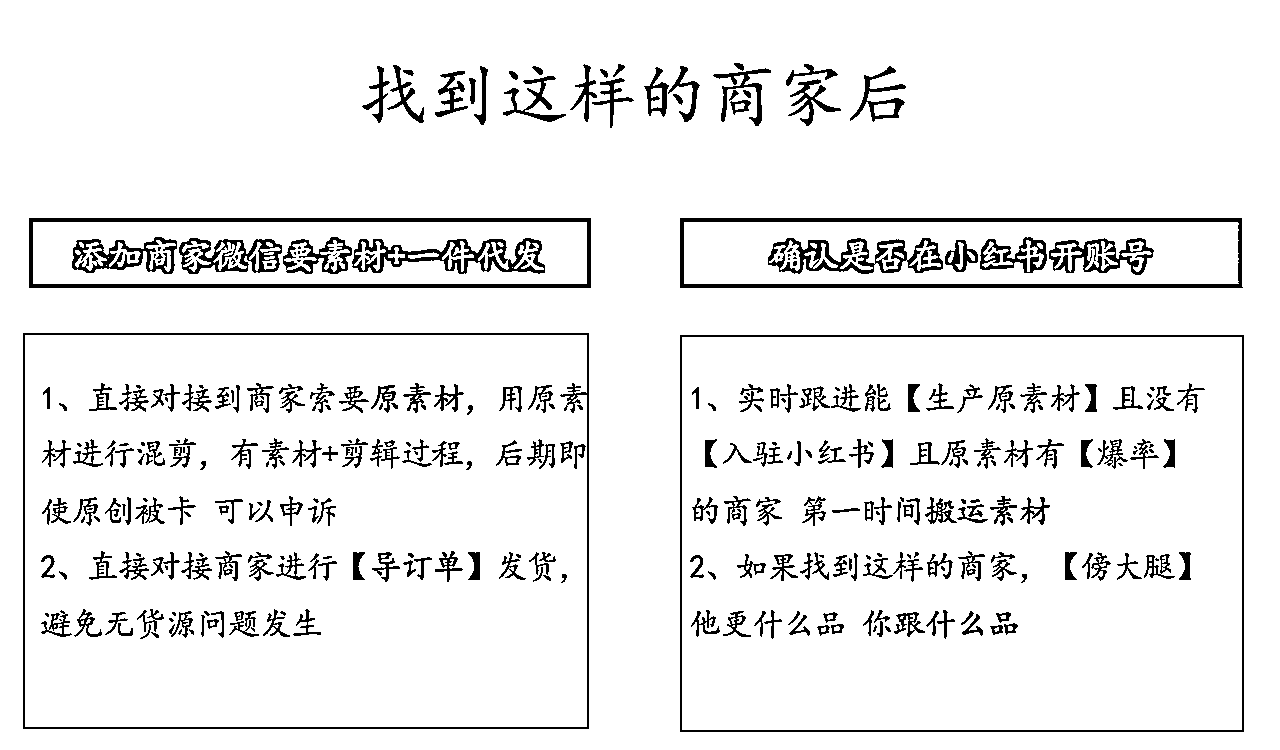 找到这样的商家后
添加商家微信要素材+一件代发
1、直接对接到商家索要原素材，用原素
材进行混剪，有素材+剪辑过程，后期即
使原创被卡 可以申诉
2、直接对接商家进行【导订单】发货，
避免无货源问题发生
确认是否在小红书开账号
1、实时跟进能【生产原素材】且没有
【入驻小红书】且原素材有【爆率】
的商家 第一时间搬运素材
2、如果找到这样的商家，【傍大腿】
他更什么品 你跟什么品